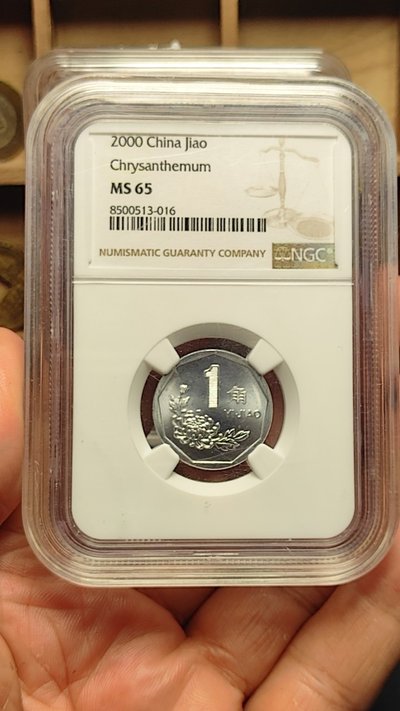 2000 China Jiao
Chrysanthemum
MS 65
8500513-016
NUMISMATIC GUARANTY COMPANY
NGC
1角
YI JIAO